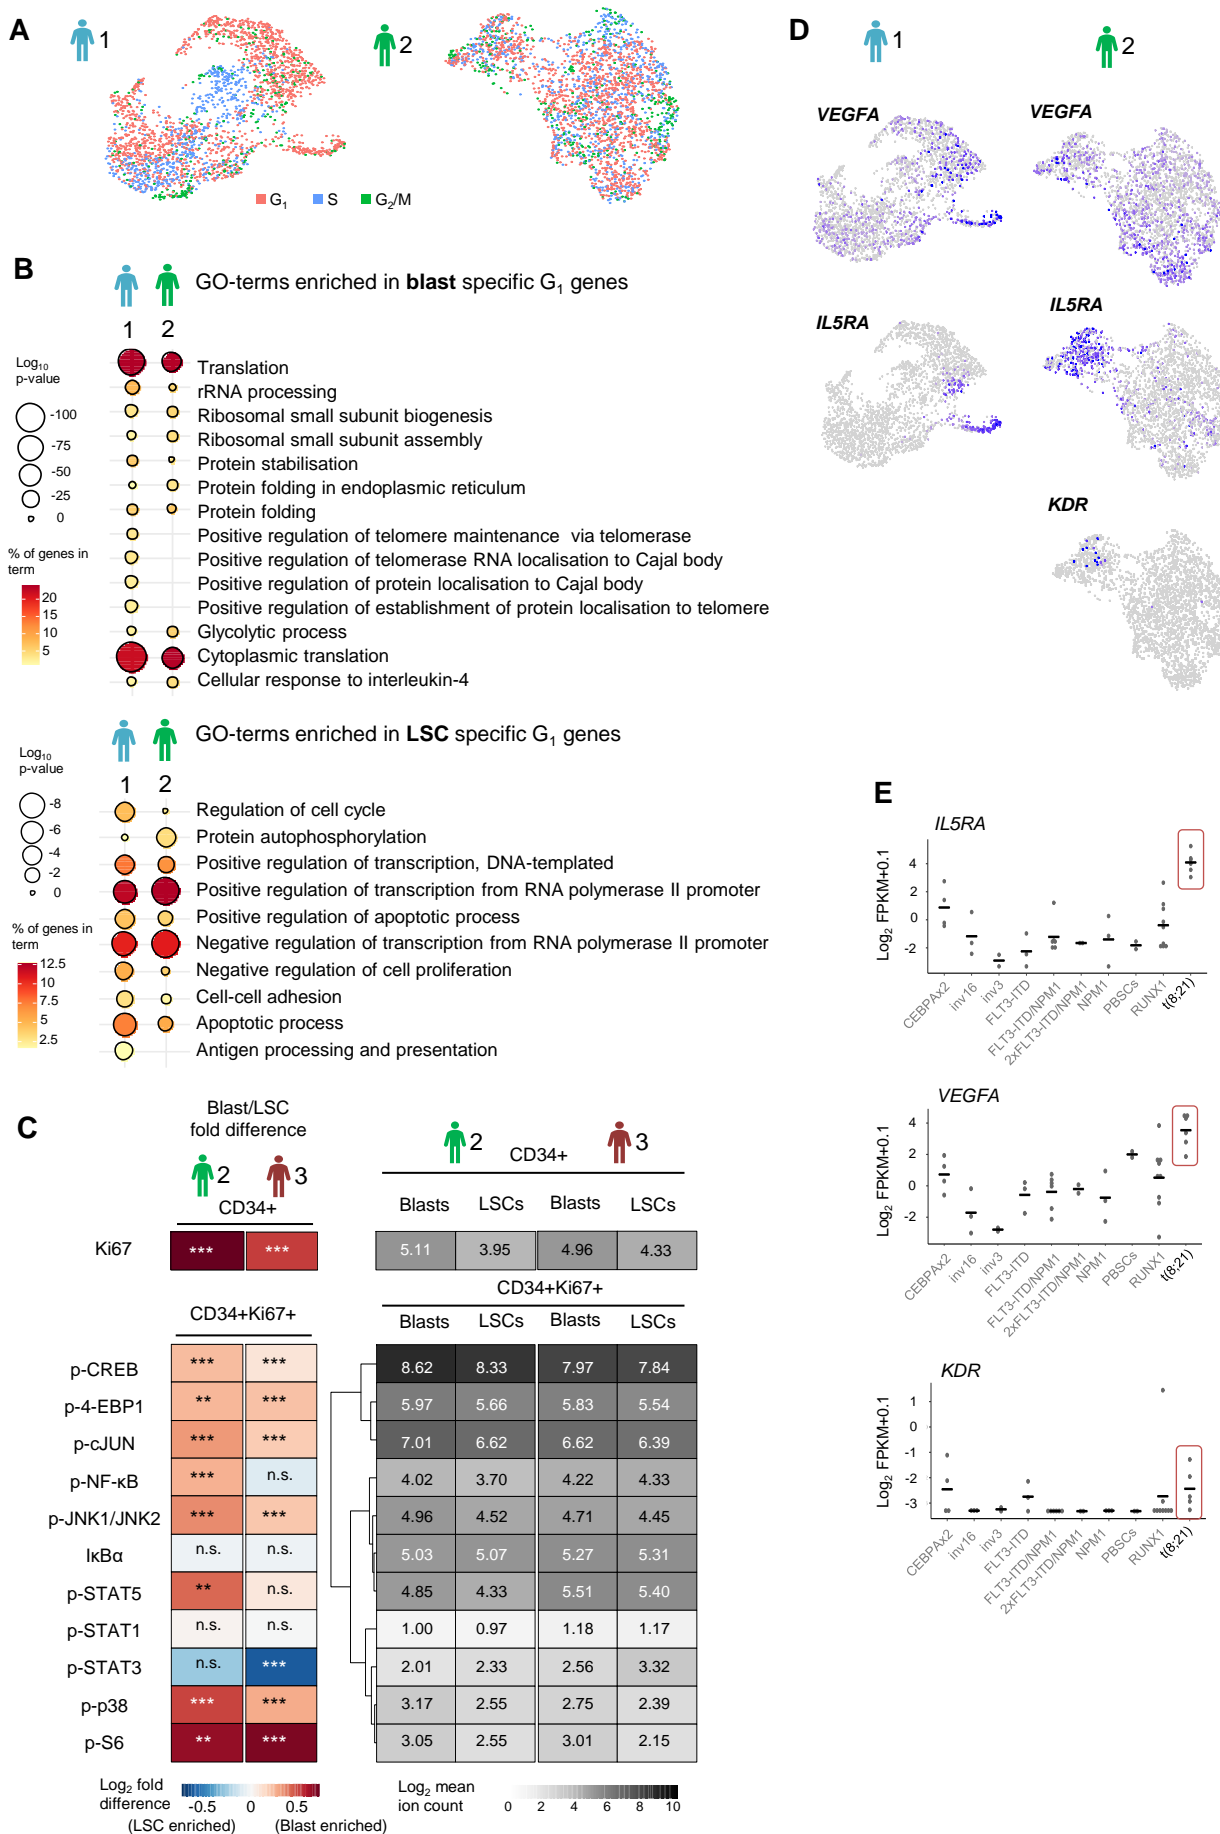 A
1
2
G1
S
G2/M
B
GO-terms enriched in blast specific G1 genes
1
2
Log10
p-value
-100
-75
-50
-25
0
% of genes in
term
20
15
10
5
Translation
rRNA processing
Ribosomal small subunit biogenesis
Ribosomal small subunit assembly
Protein stabilisation
Protein folding in endoplasmic reticulum
Protein folding
Positive regulation of telomere maintenance via telomerase
Positive regulation of telomerase RNA localisation to Cajal body
Positive regulation of protein localisation to Cajal body
Positive regulation of establishment of protein localisation to telomere
Glycolytic process
Cytoplasmic translation
Cellular response to interleukin-4
GO-terms enriched in LSC specific G1 genes
1
2
Log10
p-value
-8
-6
-4
-2
0
% of genes in
term
12.5
10
7.5
5
2.5
Regulation of cell cycle
Protein autophosphorylation
Positive regulation of transcription, DNA-templated
Positive regulation of transcription from RNA polymerase II promoter
Positive regulation of apoptotic process
Negative regulation of transcription from RNA polymerase II promoter
Negative regulation of cell proliferation
Cell-cell adhesion
Apoptotic process
Antigen processing and presentation
C
Blast/LSC
fold difference
2
3
CD34+
2
3
CD34+
Blasts LSCs Blasts LSCs
Ki67 *** *** 5.11 3.95 4.96 4.33
CD34+Ki67+
CD34+Ki67+
Blasts LSCs Blasts LSCs
p-CREB *** *** 8.62 8.33 7.97 7.84
p-4-EBP1 ** *** 5.97 5.66 5.83 5.54
p-cJUN *** *** 7.01 6.62 6.62 6.39
p-NF-κB *** n.s. 4.02 3.70 4.22 4.33
p-JNK1/JNK2 *** *** 4.96 4.52 4.71 4.45
IκBα n.s. n.s. 5.03 5.07 5.27 5.31
p-STAT5 ** n.s. 4.85 4.33 5.51 5.40
p-STAT1 n.s. n.s. 1.00 0.97 1.18 1.17
p-STAT3 n.s. *** 2.01 2.33 2.56 3.32
p-p38 *** *** 3.17 2.55 2.75 2.39
p-S6 ** *** 3.05 2.55 3.01 2.15
Log2 fold
difference
-0.5 0 0.5
(LSC enriched) (Blast enriched)
Log2 mean
ion count
0 2 4 6 8 10
D
1
2
VEGFA
VEGFA
IL5RA
IL5RA
KDR
E
IL5RA
Log2 FPKM+0.1
4
2
0
-2
CEBPAx2
inv16
inv3
FLT3-ITD
FLT3-ITD/NPM1
2xFLT3-ITD/NPM1
NPM1
PBSCs
RUNX1
t(8:21)
VEGFA
Log2 FPKM+0.1
4
2
0
-2
CEBPAx2
inv16
inv3
FLT3-ITD
FLT3-ITD/NPM1
2xFLT3-ITD/NPM1
NPM1
PBSCs
RUNX1
t(8:21)
KDR
Log2 FPKM+0.1
1
0
-1
-2
-3
CEBPAx2
inv16
inv3
FLT3-ITD
FLT3-ITD/NPM1
2xFLT3-ITD/NPM1
NPM1
PBSCs
RUNX1
t(8:21)